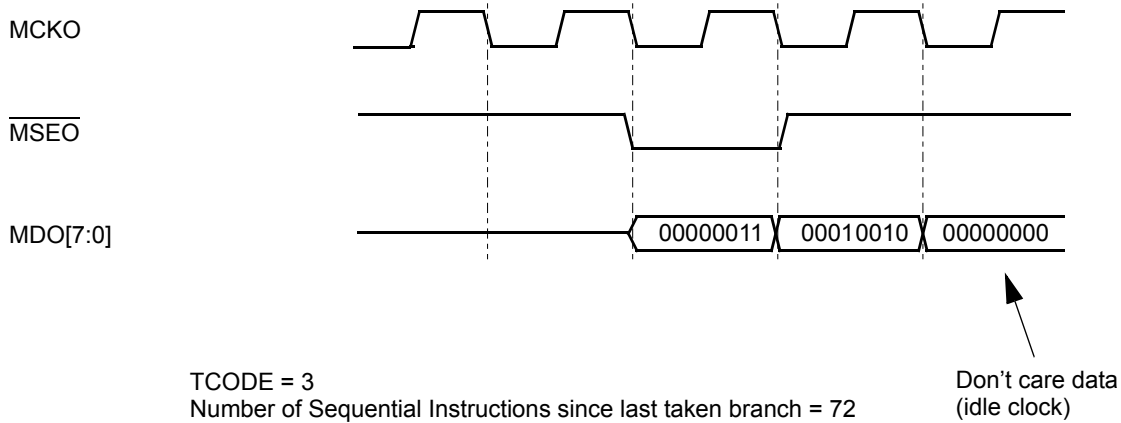 MCKO
MSEO
MDO[7:0]
00000011 00010010 00000000
TCODE = 3
Number of Sequential Instructions since last taken branch = 72
Don’t care data
(idle clock)